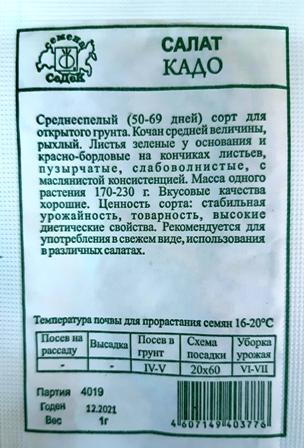 семена
СаДеК
САЛАТ
КАДО
Среднеспелый (50-69 дней) сорт для
открытого грунта. Кочан средней величины,
рыхлый. Листья зеленые у основания и
красно-бордовые на кончиках листьев,
пузырчатые, слабоволнистые, с
маслянистой консистенцией. Масса одного
растения 170-230 г. Вкусовые качества
хорошие. Ценность сорта: стабильная
урожайность, товарность, высокие
диетические свойства. Рекомендуется для
употребления в свежем виде, использования
в различных салатах.
Температура почвы для прорастания семян 16-20°C
Посев на рассаду Высадка Посев в грунт Схема посадки Уборка урожая
- - IV-V 20x60 VI-VII
Партия 4019
Годен 12.2021
Вес 1г
4 607149 403776